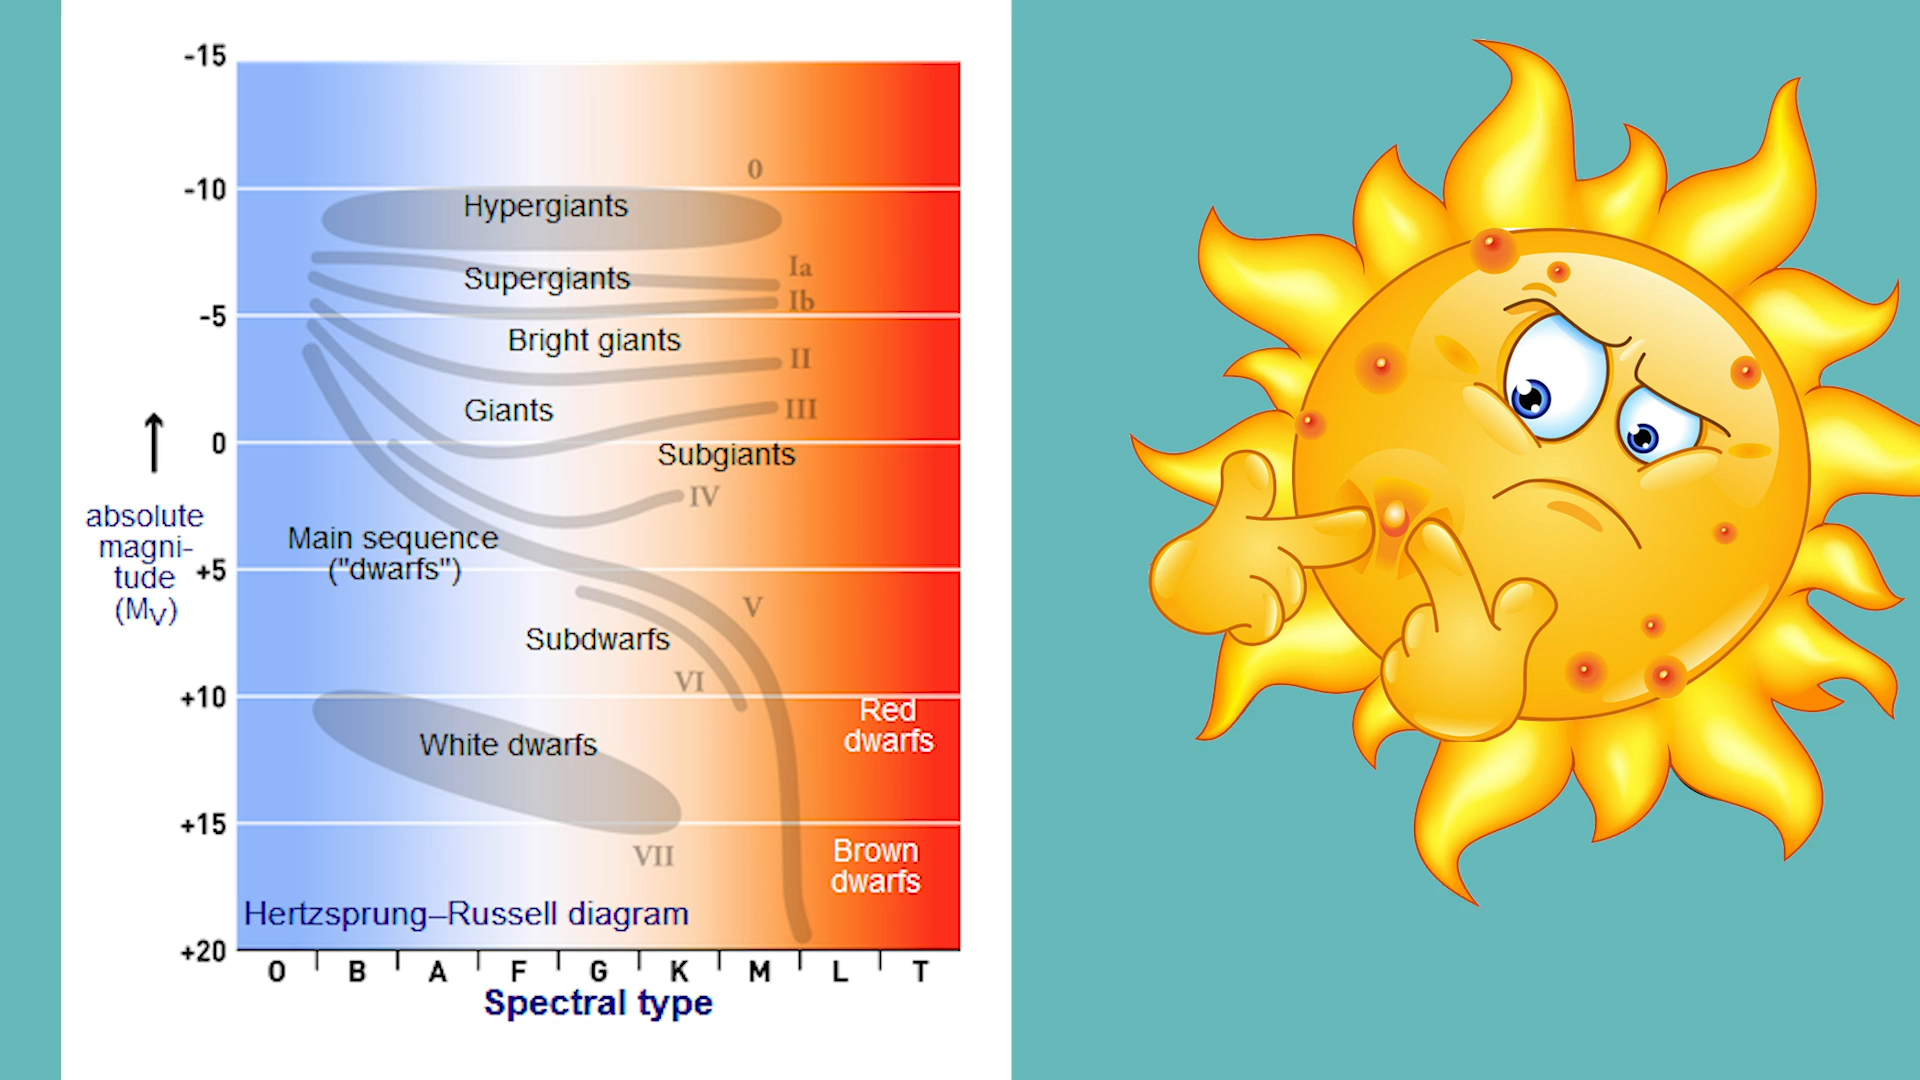 -15
-10
-5
0
+5
+10
+15
+20
absolute
magni-
tude
(MV)
0
Hypergiants
Ia
Supergiants
Ib
Bright giants
II
Giants
III
Subgiants
IV
Main sequence
("dwarfs")
V
Subdwarfs
VI
Red
dwarfs
White dwarfs
Brown
dwarfs
VII
Hertzsprung–Russell diagram
O B A F G K M L T
Spectral type